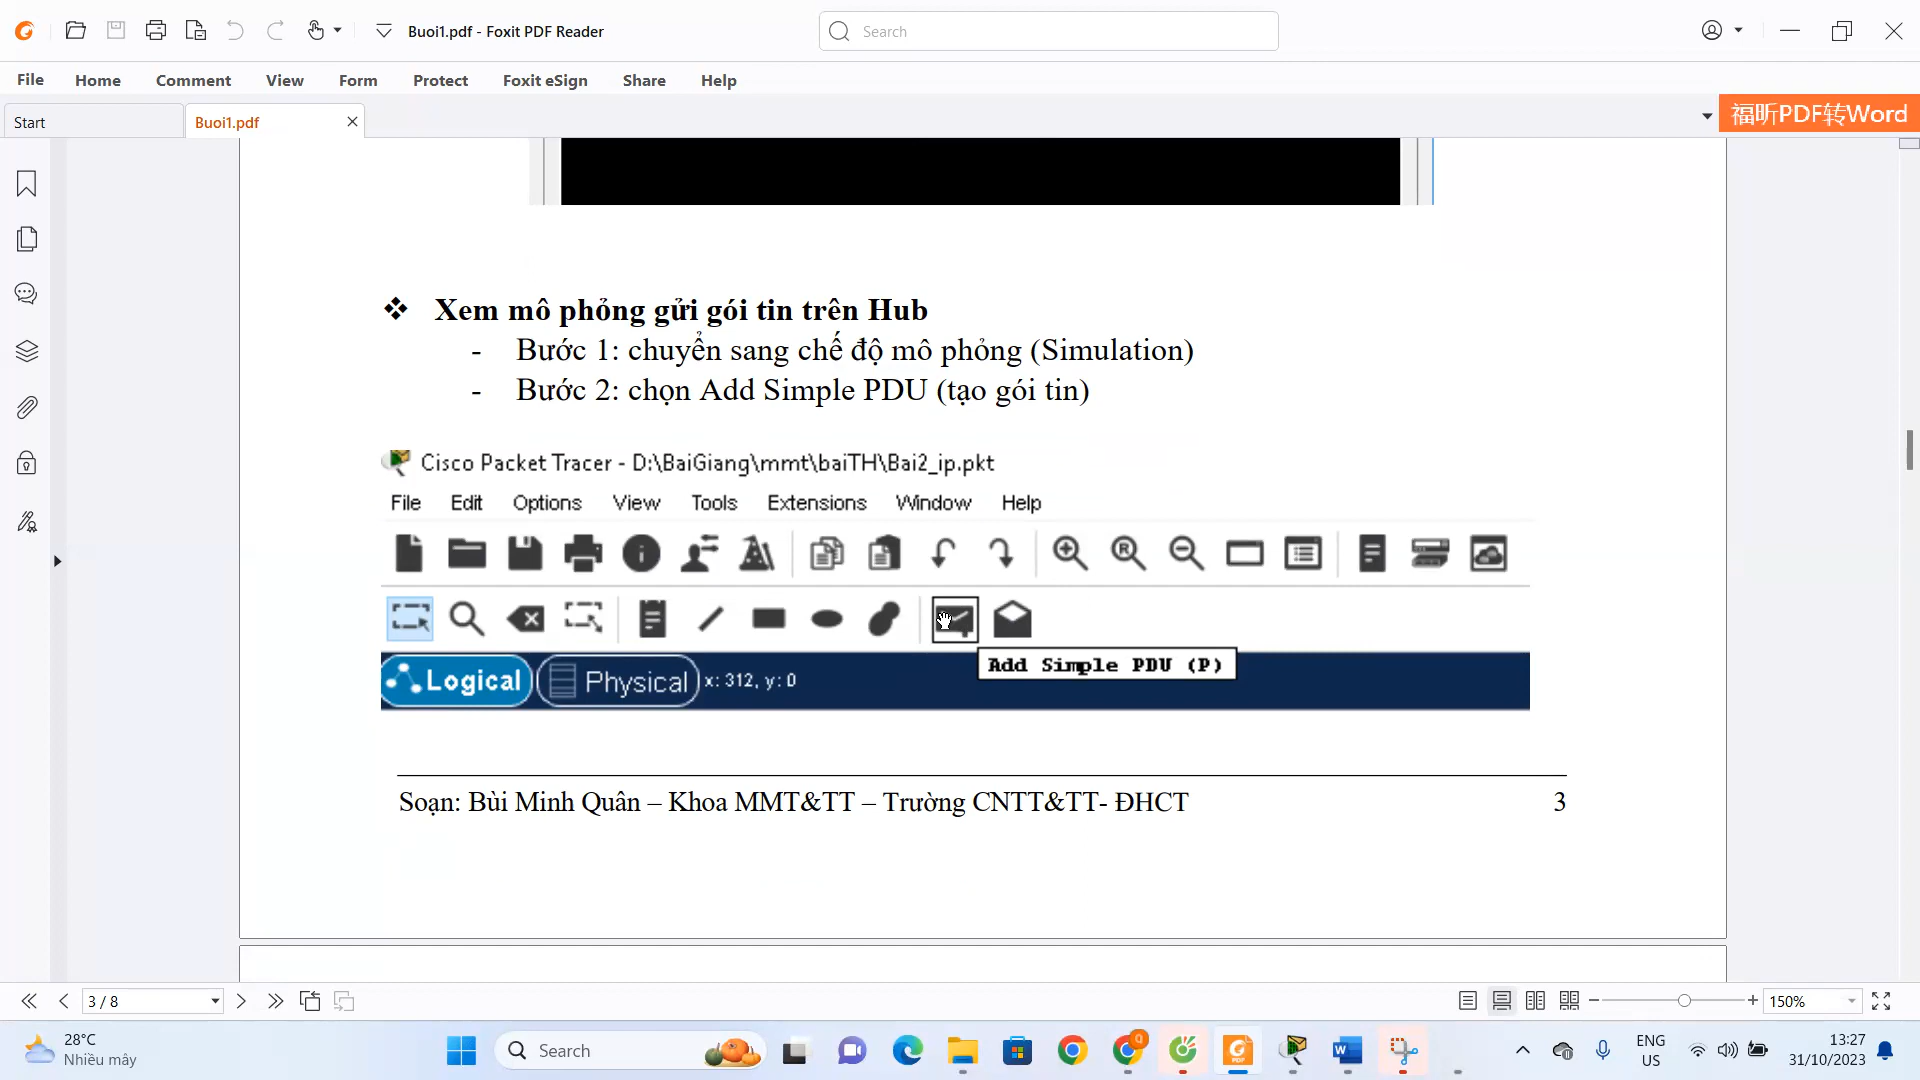 Buoi1.pdf - Foxit PDF Reader
Search
File Home Comment View Form Protect Foxit eSign Share Help
Start
Buoi1.pdf
福昕PDF转Word
❖ Xem mô phỏng gửi gói tin trên Hub
- Bước 1: chuyển sang chế độ mô phỏng (Simulation)
- Bước 2: chọn Add Simple PDU (tạo gói tin)
Cisco Packet Tracer - D:\BaiGiang\mmt\baiTH\Bai2_ip.pkt
File Edit Options View Tools Extensions Window Help
Add Simple PDU (P)
Logical Physical x: 312, y: 0
Soạn: Bùi Minh Quân – Khoa MMT&TT – Trường CNTT&TT- ĐHCT 3
3 / 8
150%
28°C
Nhiều mây
Search
ENG
US
13:27
31/10/2023